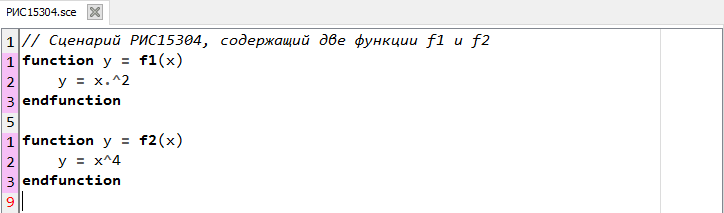 РИС15304.sce
1 // Сценарий РИС15304, содержащий две функции f1 и f2
1 function y = f1(x)
2 y = x.^2
3 endfunction
5
1 function y = f2(x)
2 y = x^4
3 endfunction
9